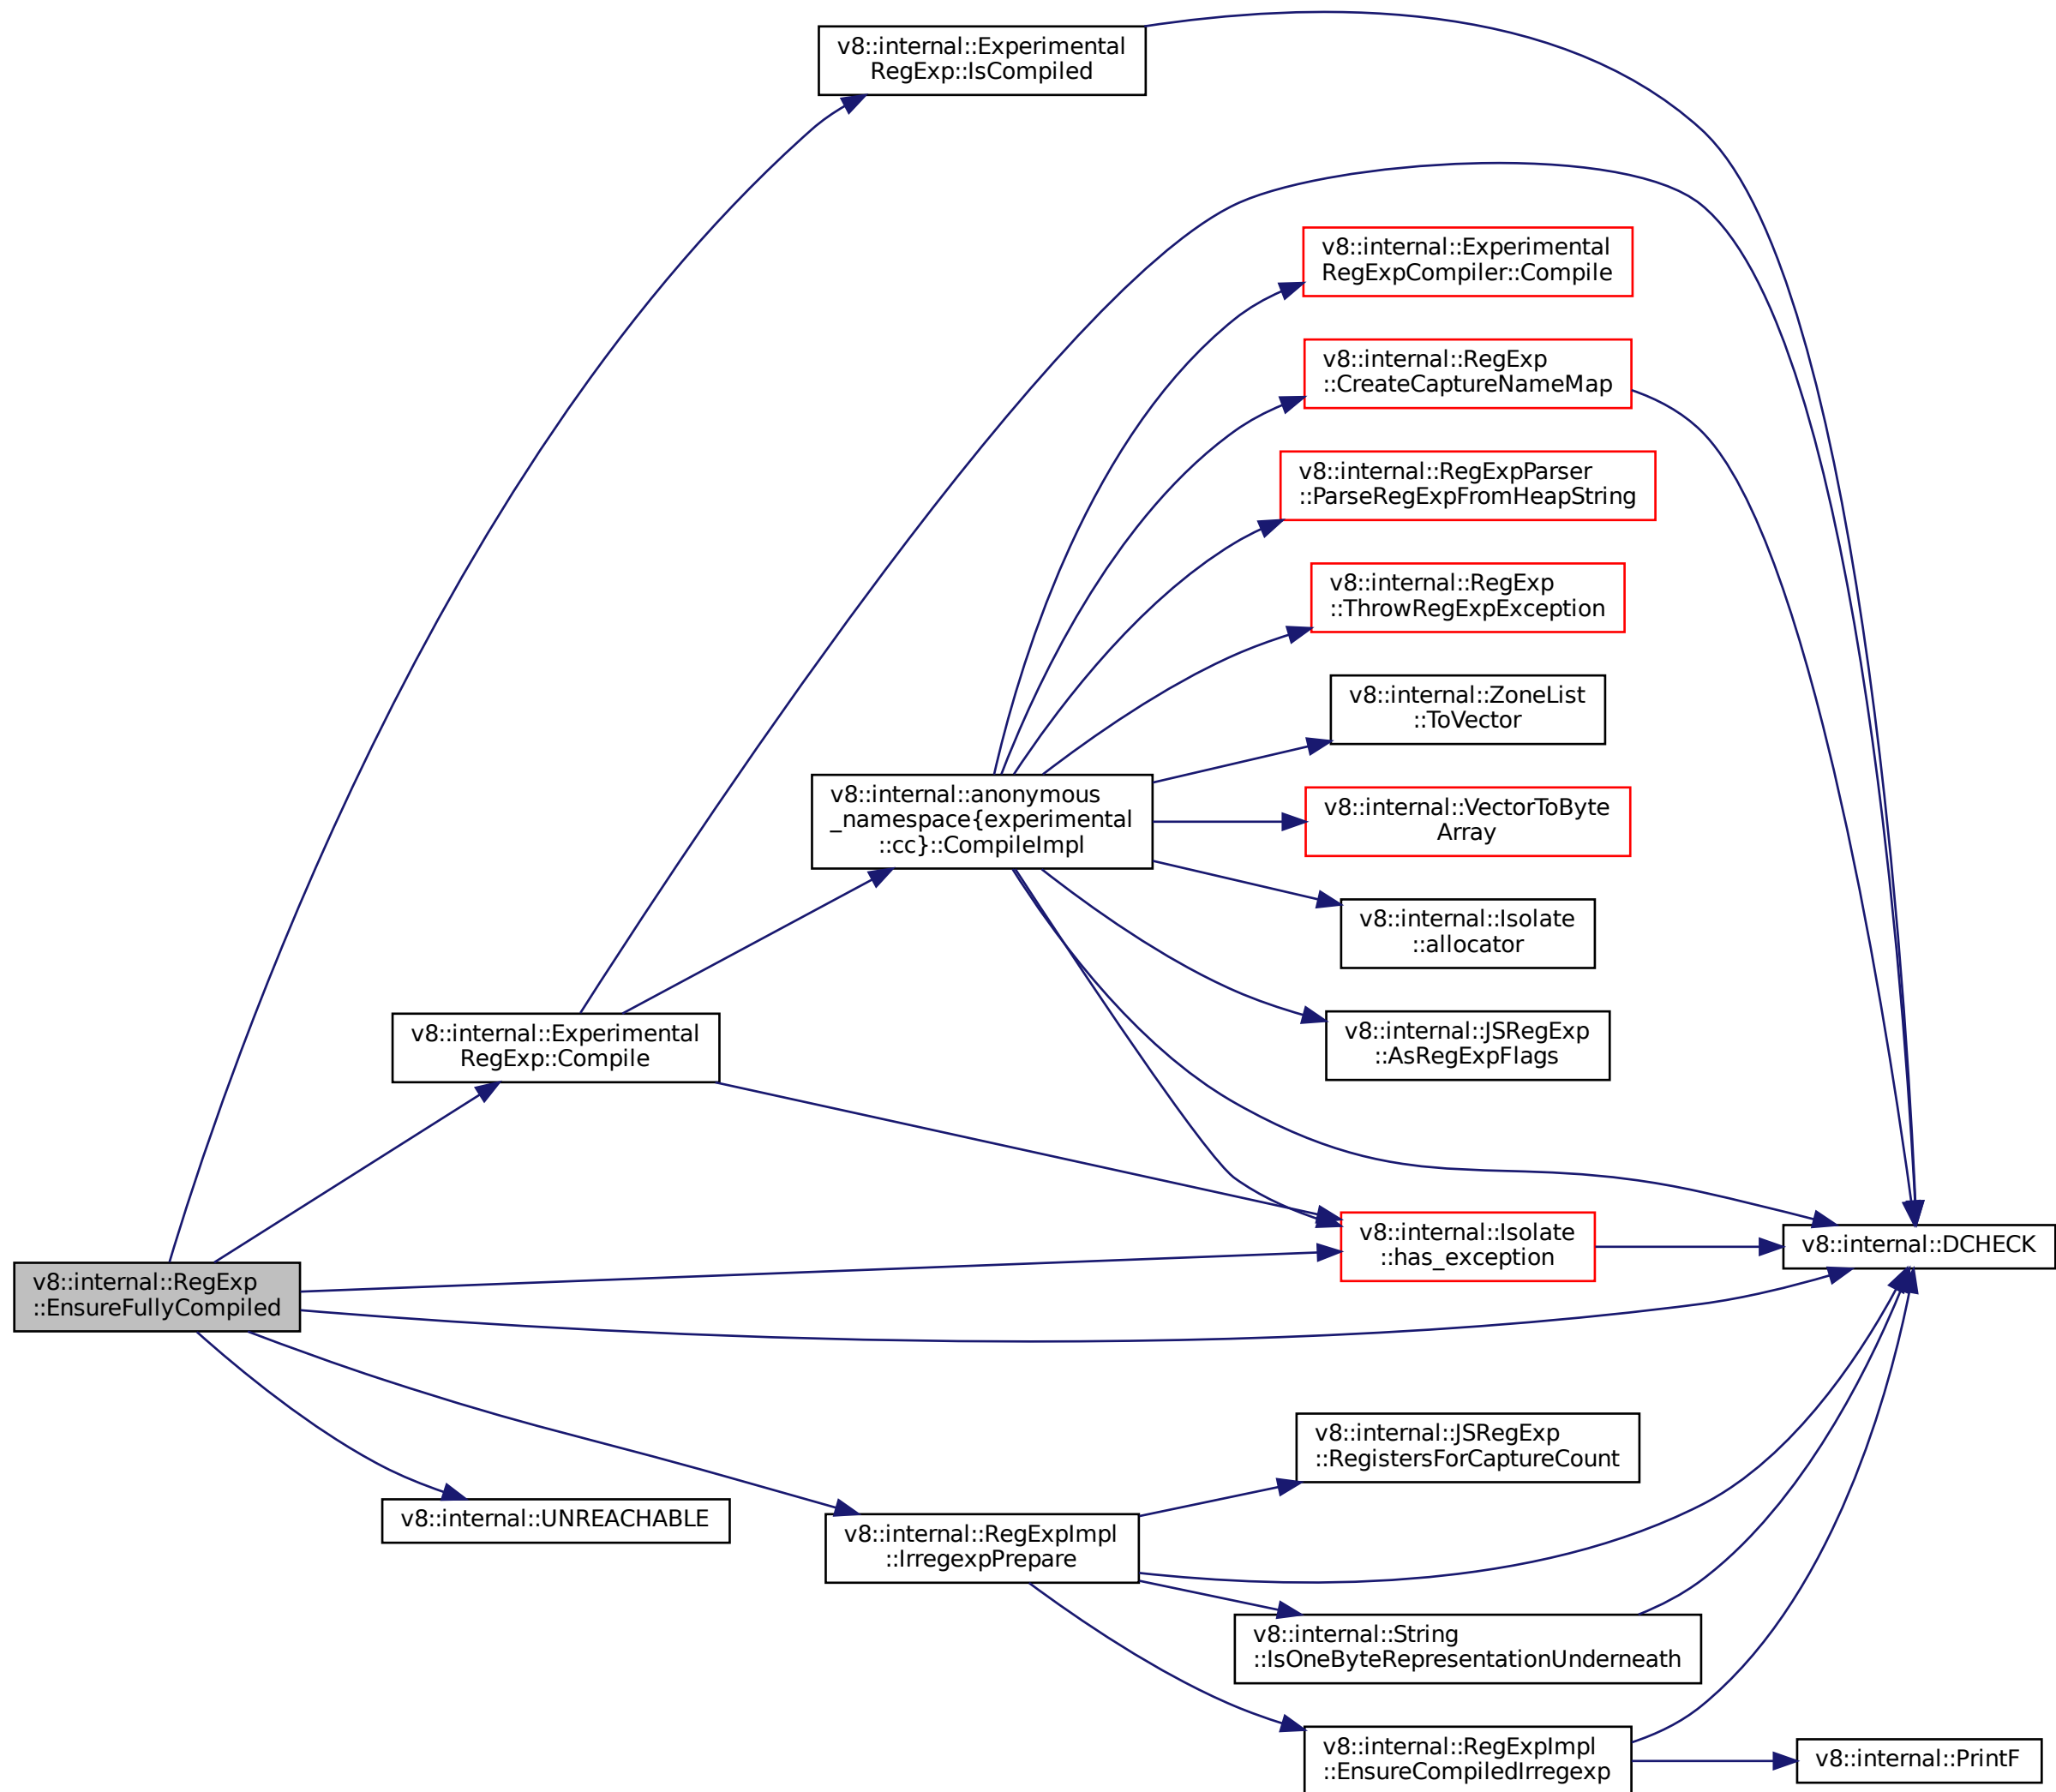 v8::internal::Experimental
RegExp::IsCompiled
v8::internal::Experimental
RegExpCompiler::Compile
v8::internal::RegExp
::CreateCaptureNameMap
v8::internal::RegExpParser
::ParseRegExpFromHeapString
v8::internal::RegExp
::ThrowRegExpException
v8::internal::ZoneList
::ToVector
v8::internal::anonymous
_namespace{experimental
::cc}::CompileImpl
v8::internal::VectorToByte
Array
v8::internal::Isolate
::allocator
v8::internal::Experimental
RegExp::Compile
v8::internal::JSRegExp
::AsRegExpFlags
v8::internal::Isolate
::has_exception
v8::internal::DCHECK
v8::internal::RegExp
::EnsureFullyCompiled
v8::internal::JSRegExp
::RegistersForCaptureCount
v8::internal::UNREACHABLE
v8::internal::RegExpImpl
::IrregexpPrepare
v8::internal::String
::IsOneByteRepresentationUnderneath
v8::internal::RegExpImpl
::EnsureCompiledIrregexp
v8::internal::PrintF